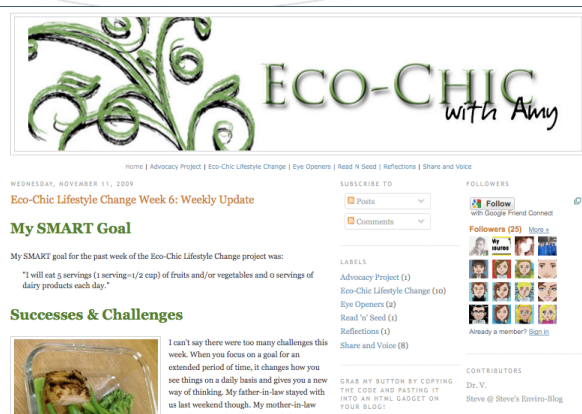 ECO-CHIC
with Amy
Home | Advocacy Project | Eco-Chic Lifestyle Change | Eye Openers | Read N Seed | Reflections | Share and Voice
WEDNESDAY, NOVEMBER 11, 2009
Eco-Chic Lifestyle Change Week 6: Weekly Update
My SMART Goal
My SMART goal for the past week of the Eco-Chic Lifestyle Change project was:
"I will eat 5 servings (1 serving=1/2 cup) of fruits and/or vegetables and 0 servings of
dairy products each day."
Successes & Challenges
I can't say there were too many challenges this
week. When you focus on a goal for an
extended period of time, it changes how you
see things on a daily basis and gives you a new
way of thinking. My father-in-law stayed with
us last weekend though. My mother-in-law
SUBSCRIBE TO
Posts
Comments
LABELS
Advocacy Project (1)
Eco-Chic Lifestyle Change (10)
Eye Openers (2)
Read 'n' Seed (1)
Reflections (1)
Share and Voice (8)
GRAB MY BUTTON BY COPYING
THE CODE AND PASTING IT
INTO AN HTML GADGET ON
YOUR BLOG!
FOLLOWERS
Follow
with Google Friend Connect
Followers (25) More »
Already a member? Sign in
CONTRIBUTORS
Dr. V.
Steve @ Steve's Enviro-Blog